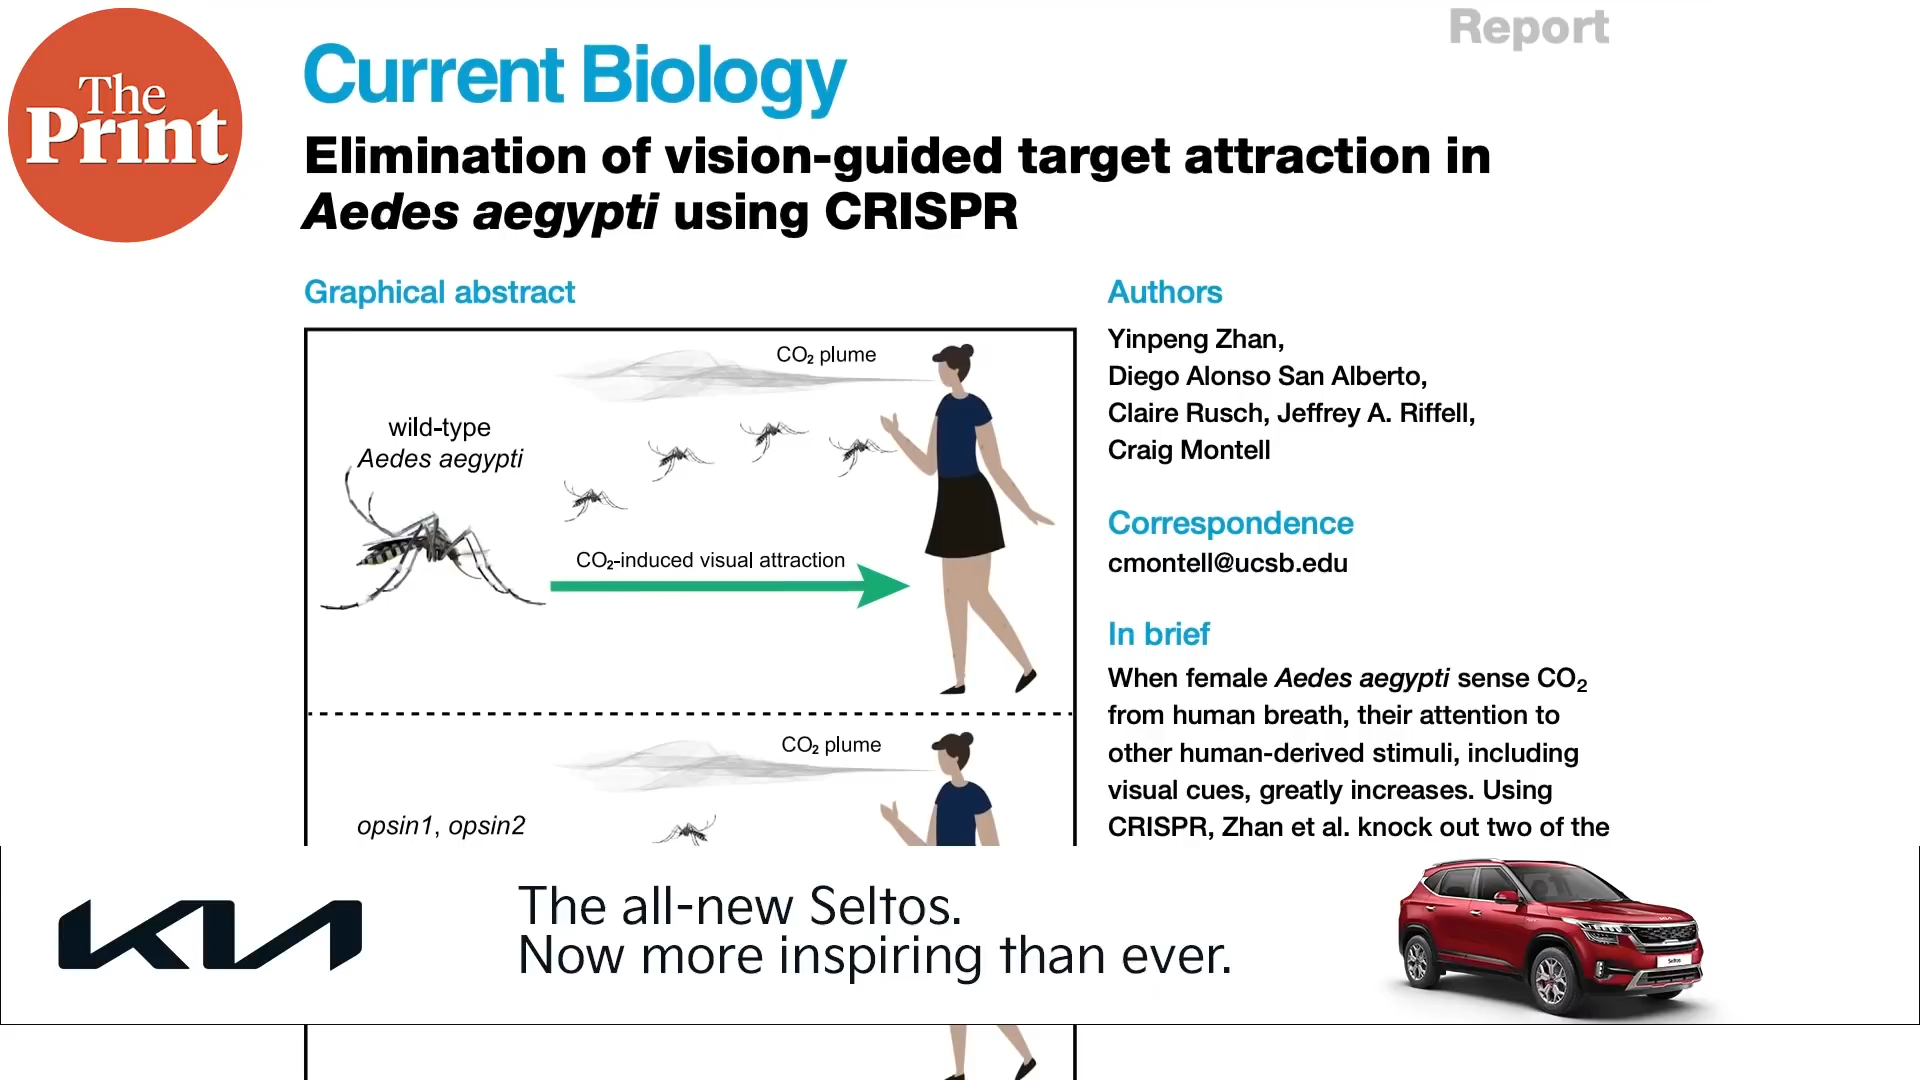 The
Print
Report
Current Biology
Elimination of vision-guided target attraction in
Aedes aegypti using CRISPR
Graphical abstract
CO₂ plume
wild-type
Aedes aegypti
CO₂-induced visual attraction
CO₂ plume
opsin1, opsin2
Authors
Yinpeng Zhan,
Diego Alonso San Alberto,
Claire Rusch, Jeffrey A. Riffell,
Craig Montell
Correspondence
cmontell@ucsb.edu
In brief
When female Aedes aegypti sense CO₂
from human breath, their attention to
other human-derived stimuli, including
visual cues, greatly increases. Using
CRISPR, Zhan et al. knock out two of the
KIA
The all-new Seltos.
Now more inspiring than ever.
Seltos